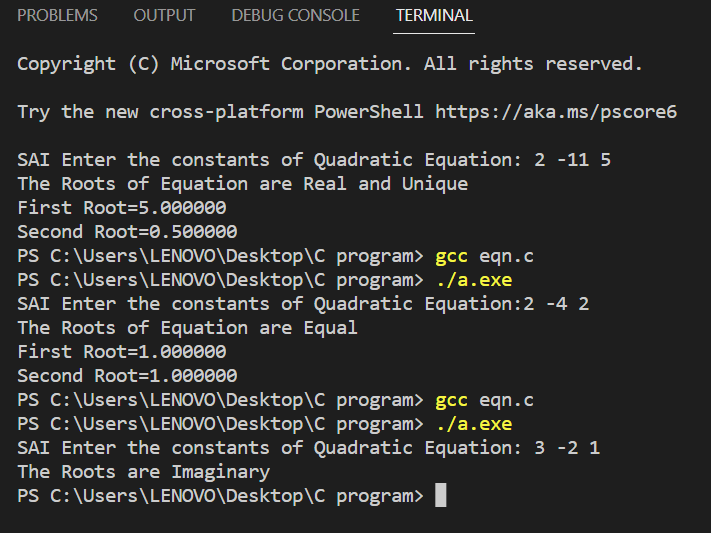 PROBLEMS OUTPUT DEBUG CONSOLE TERMINAL
Copyright (C) Microsoft Corporation. All rights reserved.
Try the new cross-platform PowerShell https://aka.ms/pscore6
SAI Enter the constants of Quadratic Equation: 2 -11 5
The Roots of Equation are Real and Unique
First Root=5.000000
Second Root=0.500000
PS C:\Users\LENOVO\Desktop\C program> gcc eqn.c
PS C:\Users\LENOVO\Desktop\C program> ./a.exe
SAI Enter the constants of Quadratic Equation:2 -4 2
The Roots of Equation are Equal
First Root=1.000000
Second Root=1.000000
PS C:\Users\LENOVO\Desktop\C program> gcc eqn.c
PS C:\Users\LENOVO\Desktop\C program> ./a.exe
SAI Enter the constants of Quadratic Equation: 3 -2 1
The Roots are Imaginary
PS C:\Users\LENOVO\Desktop\C program>